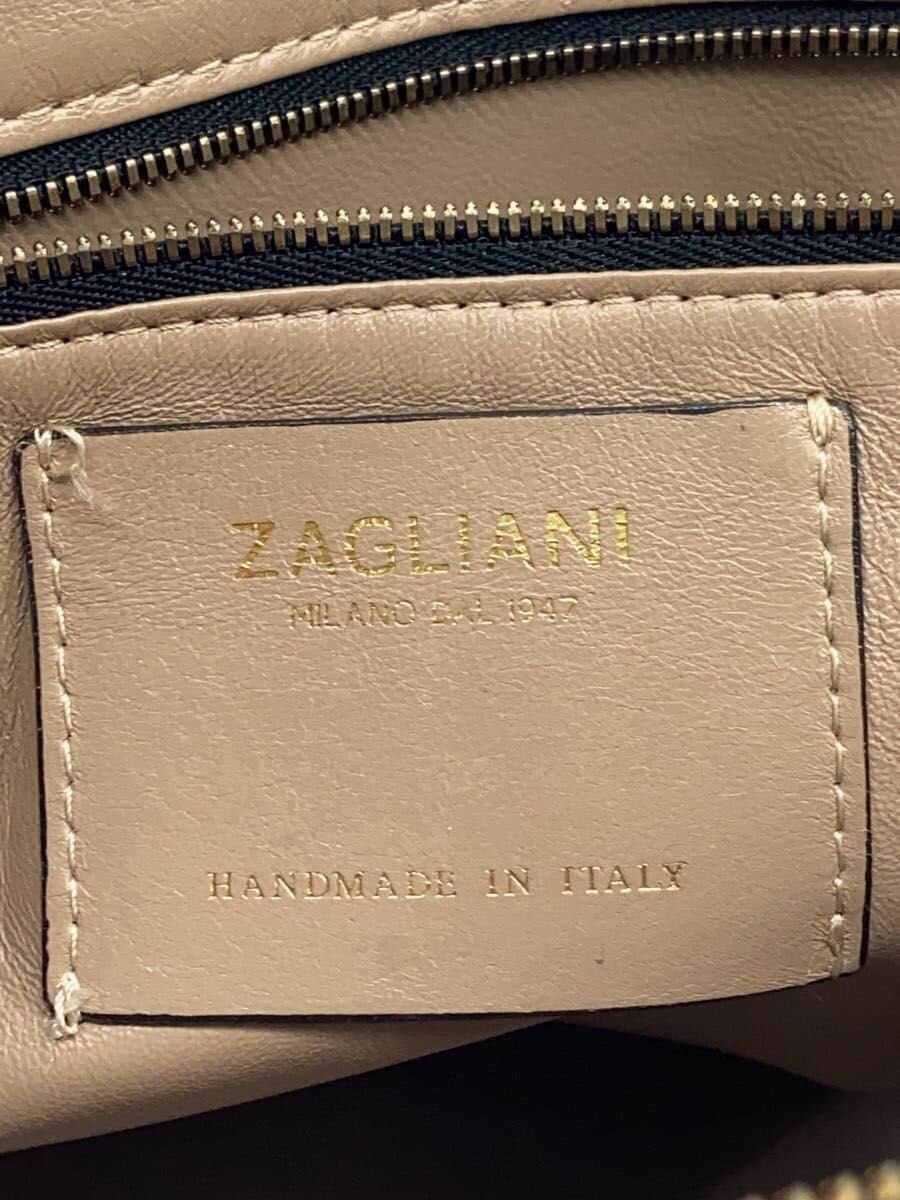 ZAGLIANI
MILANO DAL 1947
HANDMADE IN ITALY